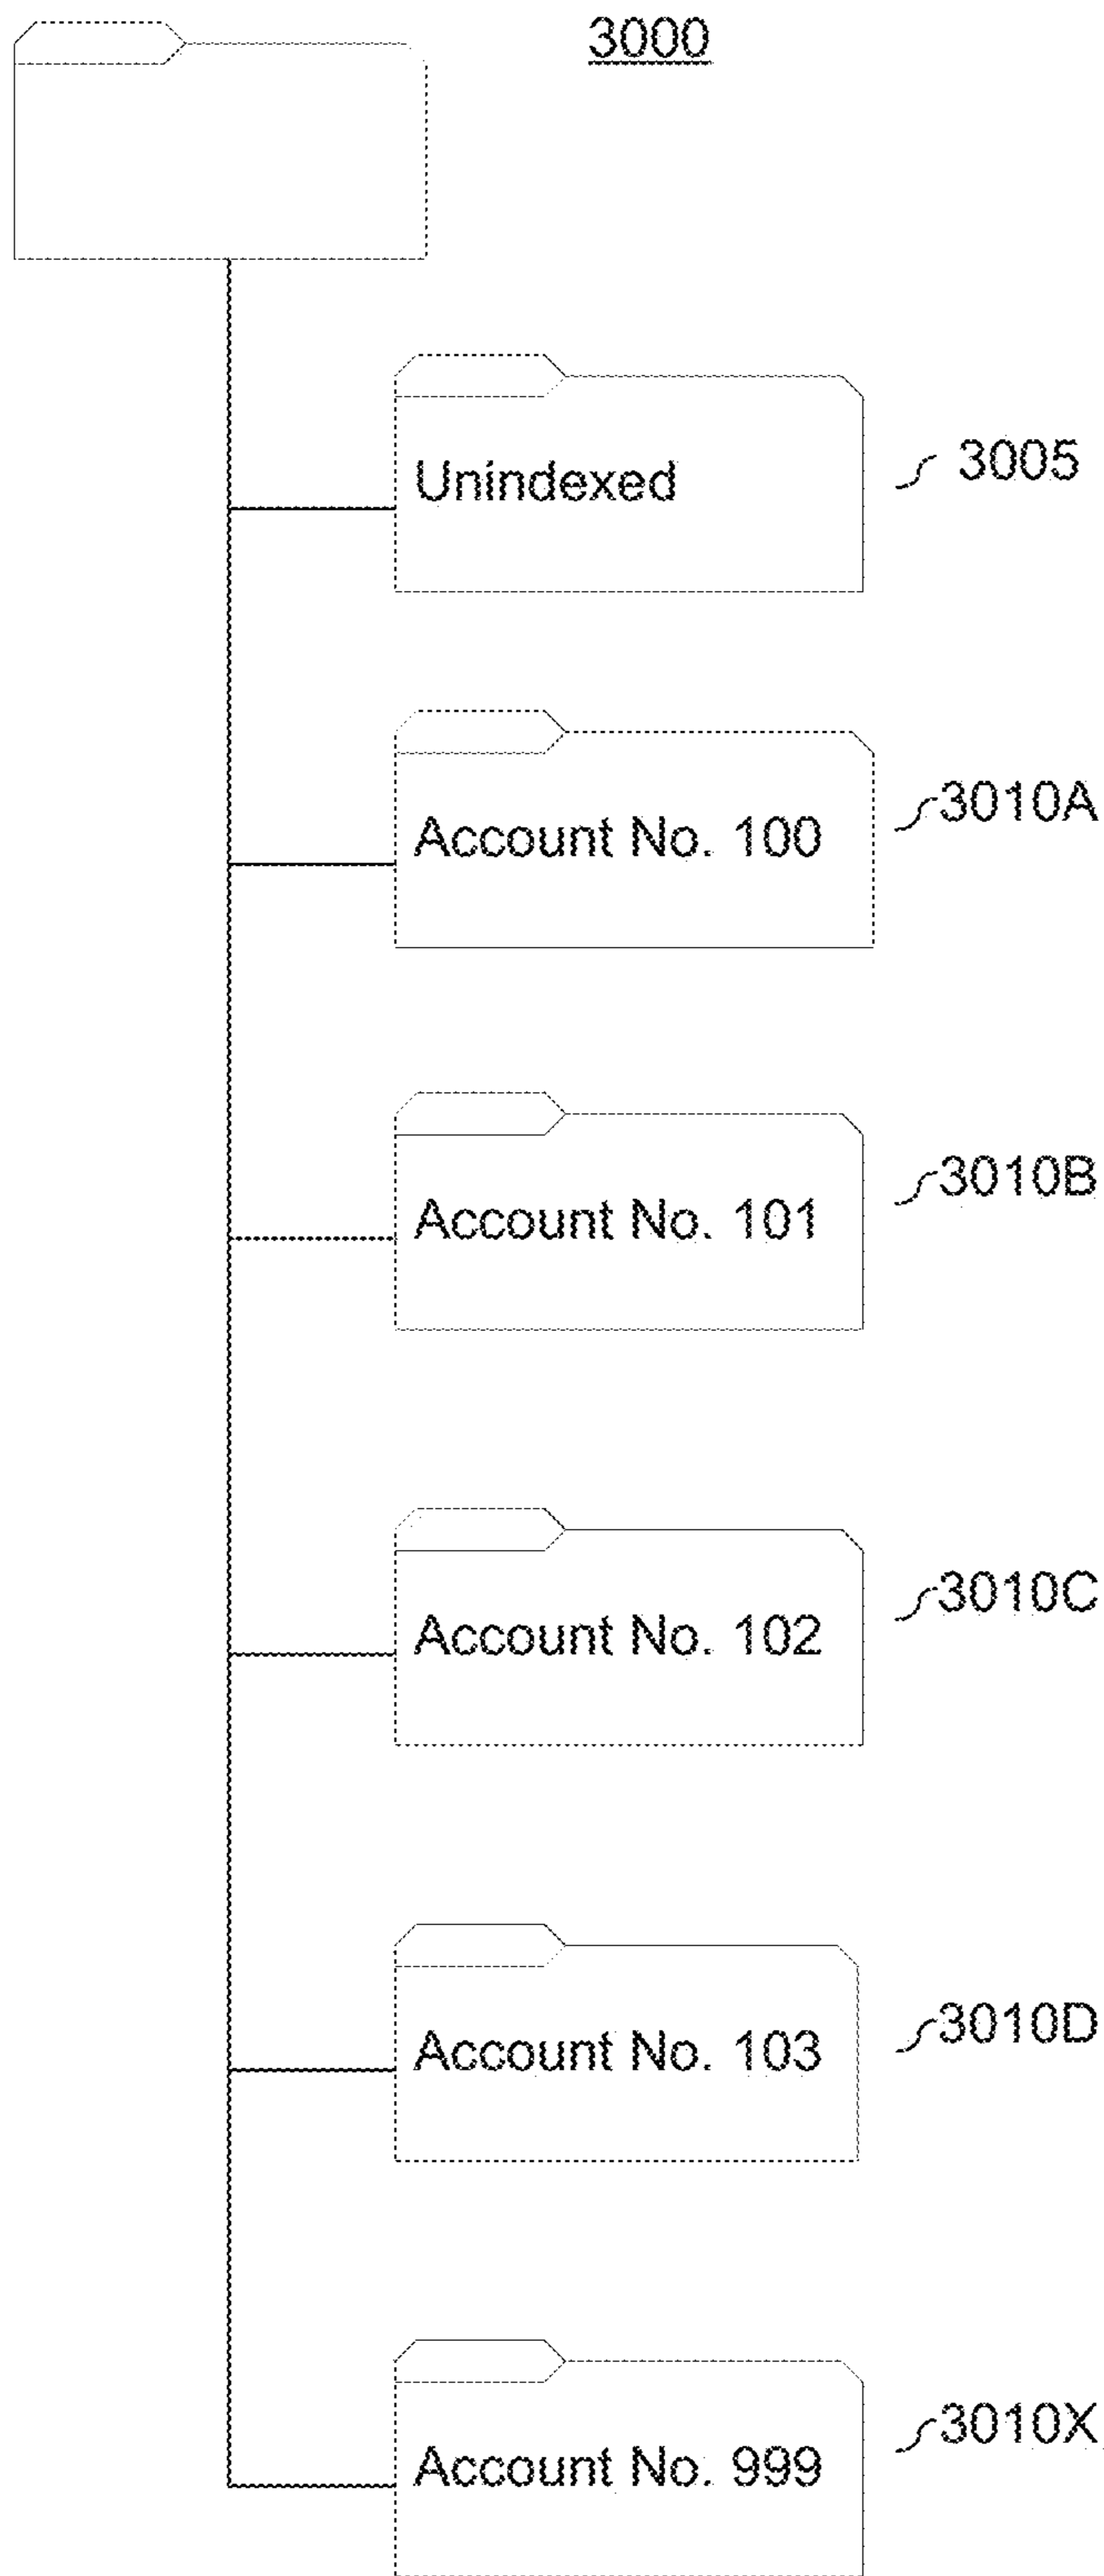 3000
Unindexed
3005
Account No. 100
3010A
Account No. 101
3010B
Account No. 102
3010C
Account No. 103
3010D
Account No. 999
3010X